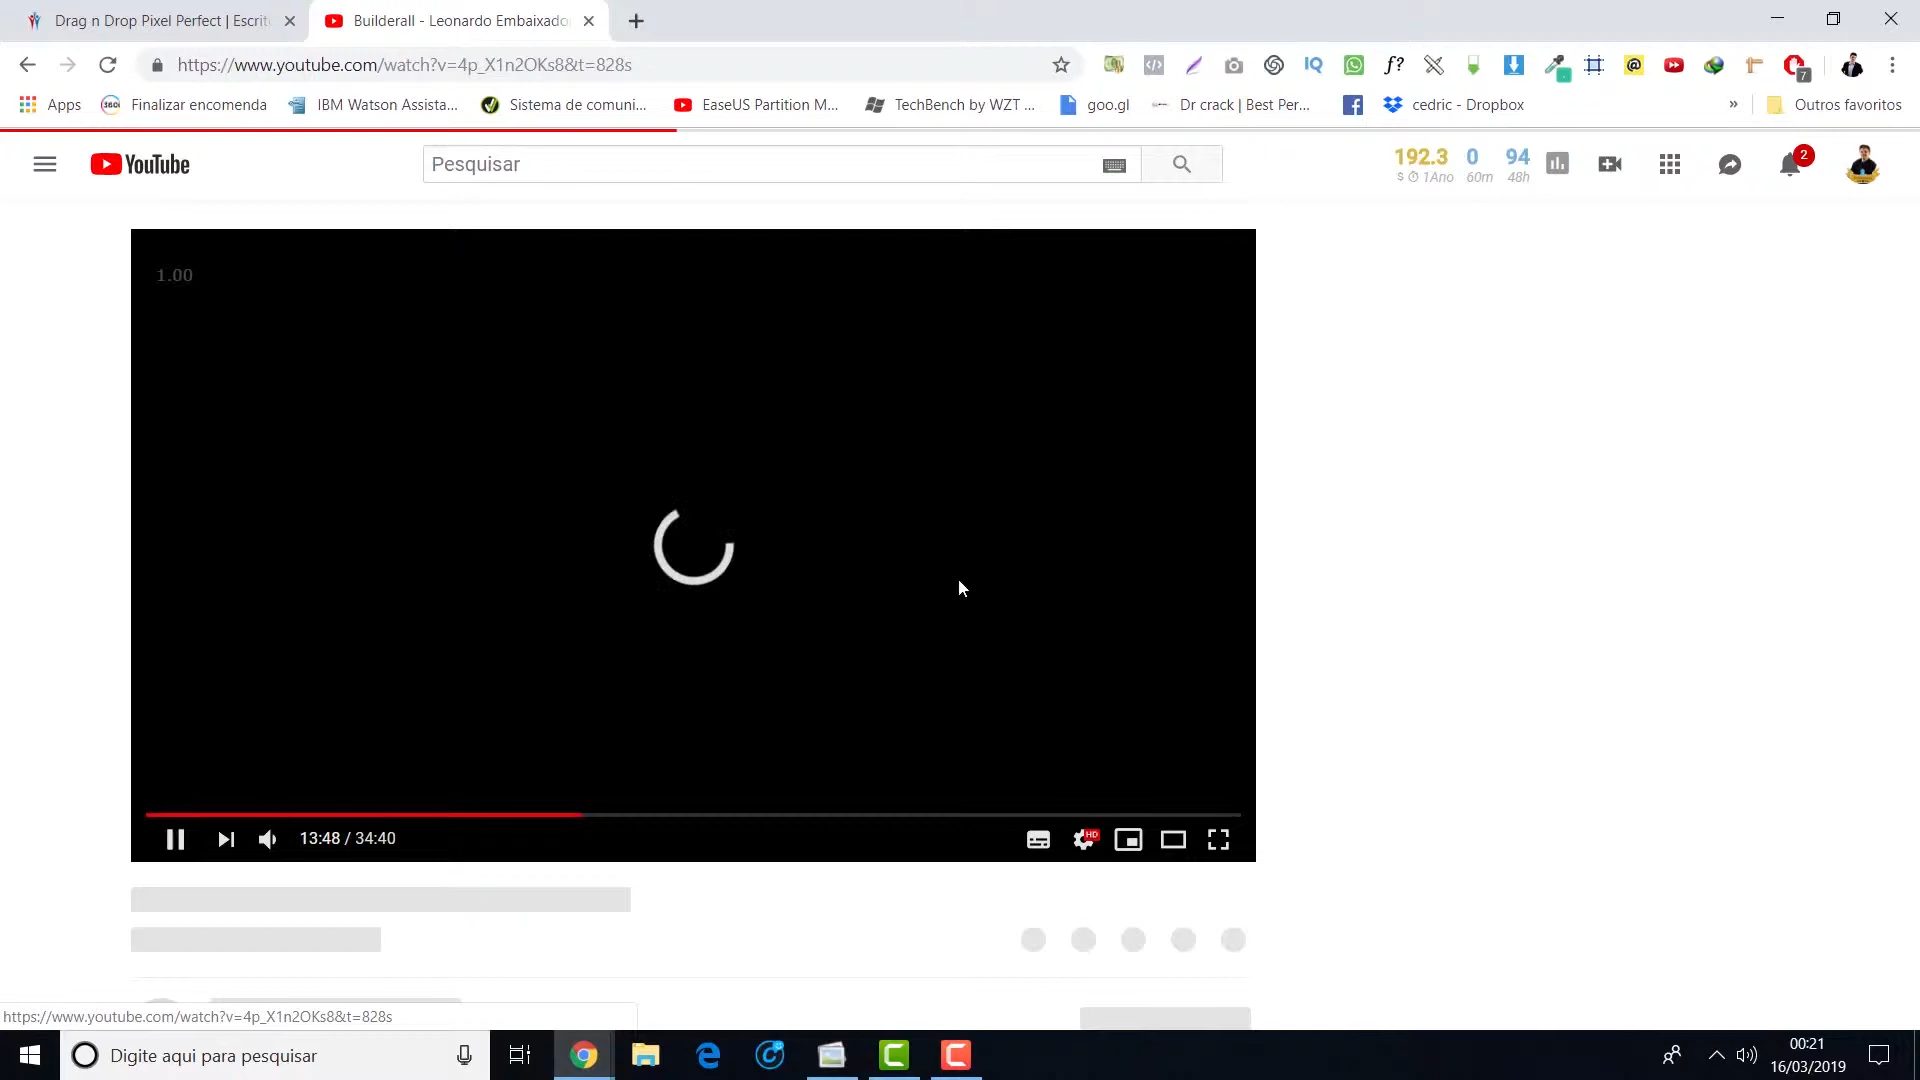 Drag n Drop Pixel Perfect | Escrit
Builderall - Leonardo Embaixado
https://www.youtube.com/watch?v=4p_X1n2OKs8&t=828s
IQ
f?
@
7
Apps
Finalizar encomenda
IBM Watson Assista...
Sistema de comuni...
EaseUS Partition M...
TechBench by WZT ...
goo.gl
Dr crack | Best Per...
cedric - Dropbox
»
Outros favoritos
YouTube
Pesquisar
192.3 0 94
$ 1Ano 60m 48h
2
1.00
13:48 / 34:40
HD
https://www.youtube.com/watch?v=4p_X1n2OKs8&t=828s
Digite aqui para pesquisar
00:21
16/03/2019